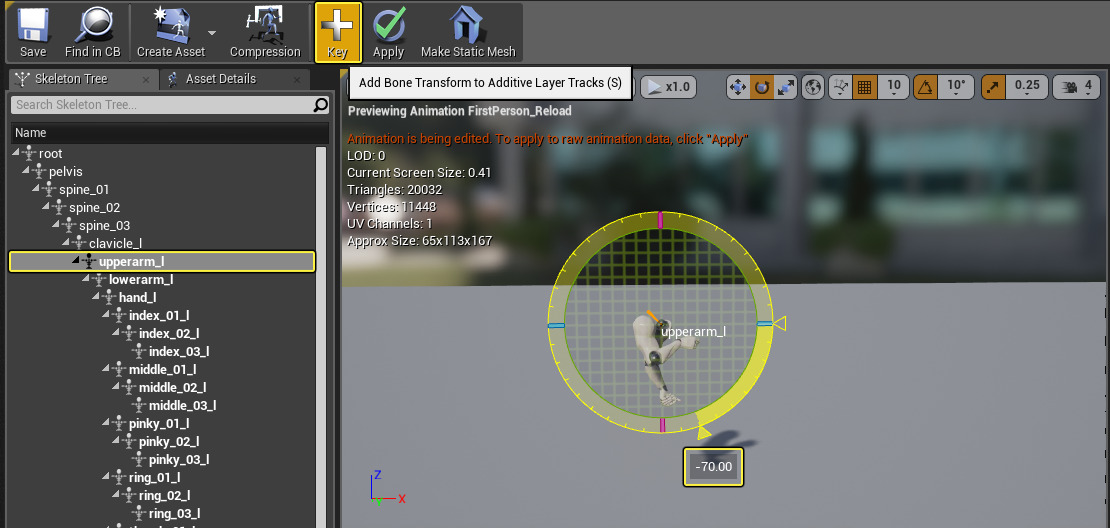 Save
Find in CB
Create Asset
Compression
Key
Apply
Make Static Mesh
Skeleton Tree
Asset Details
Add Bone Transform to Additive Layer Tracks (S)
x1.0
10
10°
0.25
4
Search Skeleton Tree...
Previewing Animation FirstPerson_Reload
Name
Animation is being edited. To apply to raw animation data, click "Apply"
root
LOD: 0
pelvis
Current Screen Size: 0.41
spine_01
Triangles: 20032
spine_02
Vertices: 11448
spine_03
UV Channels: 1
clavicle_l
Approx Size: 65x113x167
upperarm_l
lowerarm_l
hand_l
index_01_l
index_02_l
upperarm_l
index_03_l
middle_01_l
middle_02_l
middle_03_l
pinky_01_l
pinky_02_l
pinky_03_l
-70.00
ring_01_l
Z
ring_02_l
X
ring_03_l